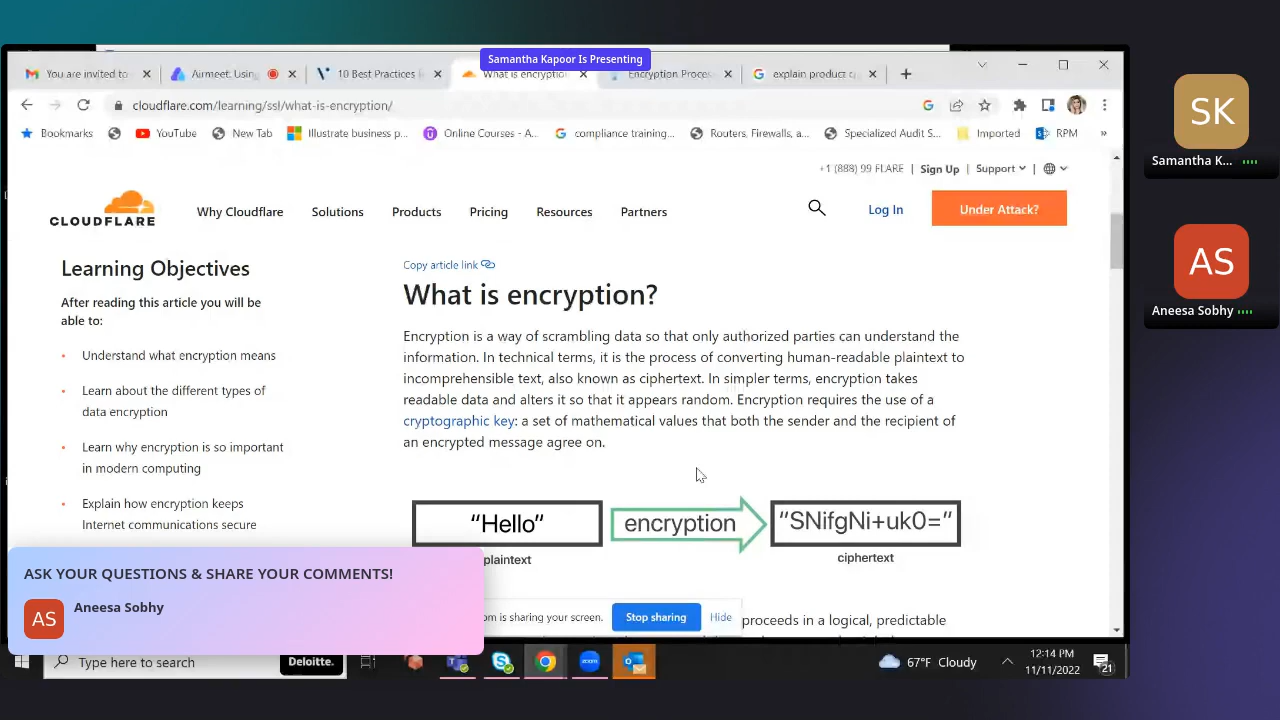 Samantha Kapoor Is Presenting
You are invited to
Airmeet: Using
10 Best Practices f
What is encryption
Encryption Proces
explain product c
cloudflare.com/learning/ssl/what-is-encryption/
Bookmarks
YouTube
New Tab
Illustrate business p...
Online Courses - A...
compliance training...
Routers, Firewalls, a...
Specialized Audit S...
Imported
RPM
»
+1 (888) 99 FLARE | Sign Up | Support |
CLOUDFLARE
Why Cloudflare
Solutions
Products
Pricing
Resources
Partners
Log In
Under Attack?
Learning Objectives
After reading this article you will be
able to:
• Understand what encryption means
• Learn about the different types of
data encryption
• Learn why encryption is so important
in modern computing
• Explain how encryption keeps
Internet communications secure
Copy article link
What is encryption?
Encryption is a way of scrambling data so that only authorized parties can understand the
information. In technical terms, it is the process of converting human-readable plaintext to
incomprehensible text, also known as ciphertext. In simpler terms, encryption takes
readable data and alters it so that it appears random. Encryption requires the use of a
cryptographic key: a set of mathematical values that both the sender and the recipient of
an encrypted message agree on.
“Hello”
encryption
“SNifgNi+uk0=”
plaintext
ciphertext
proceeds in a logical, predictable
om is sharing your screen.
Stop sharing
Hide
ASK YOUR QUESTIONS & SHARE YOUR COMMENTS!
AS
Aneesa Sobhy
Type here to search
Deloitte.
67°F Cloudy
12:14 PM
11/11/2022
21
SK
Samantha K...
AS
Aneesa Sobhy